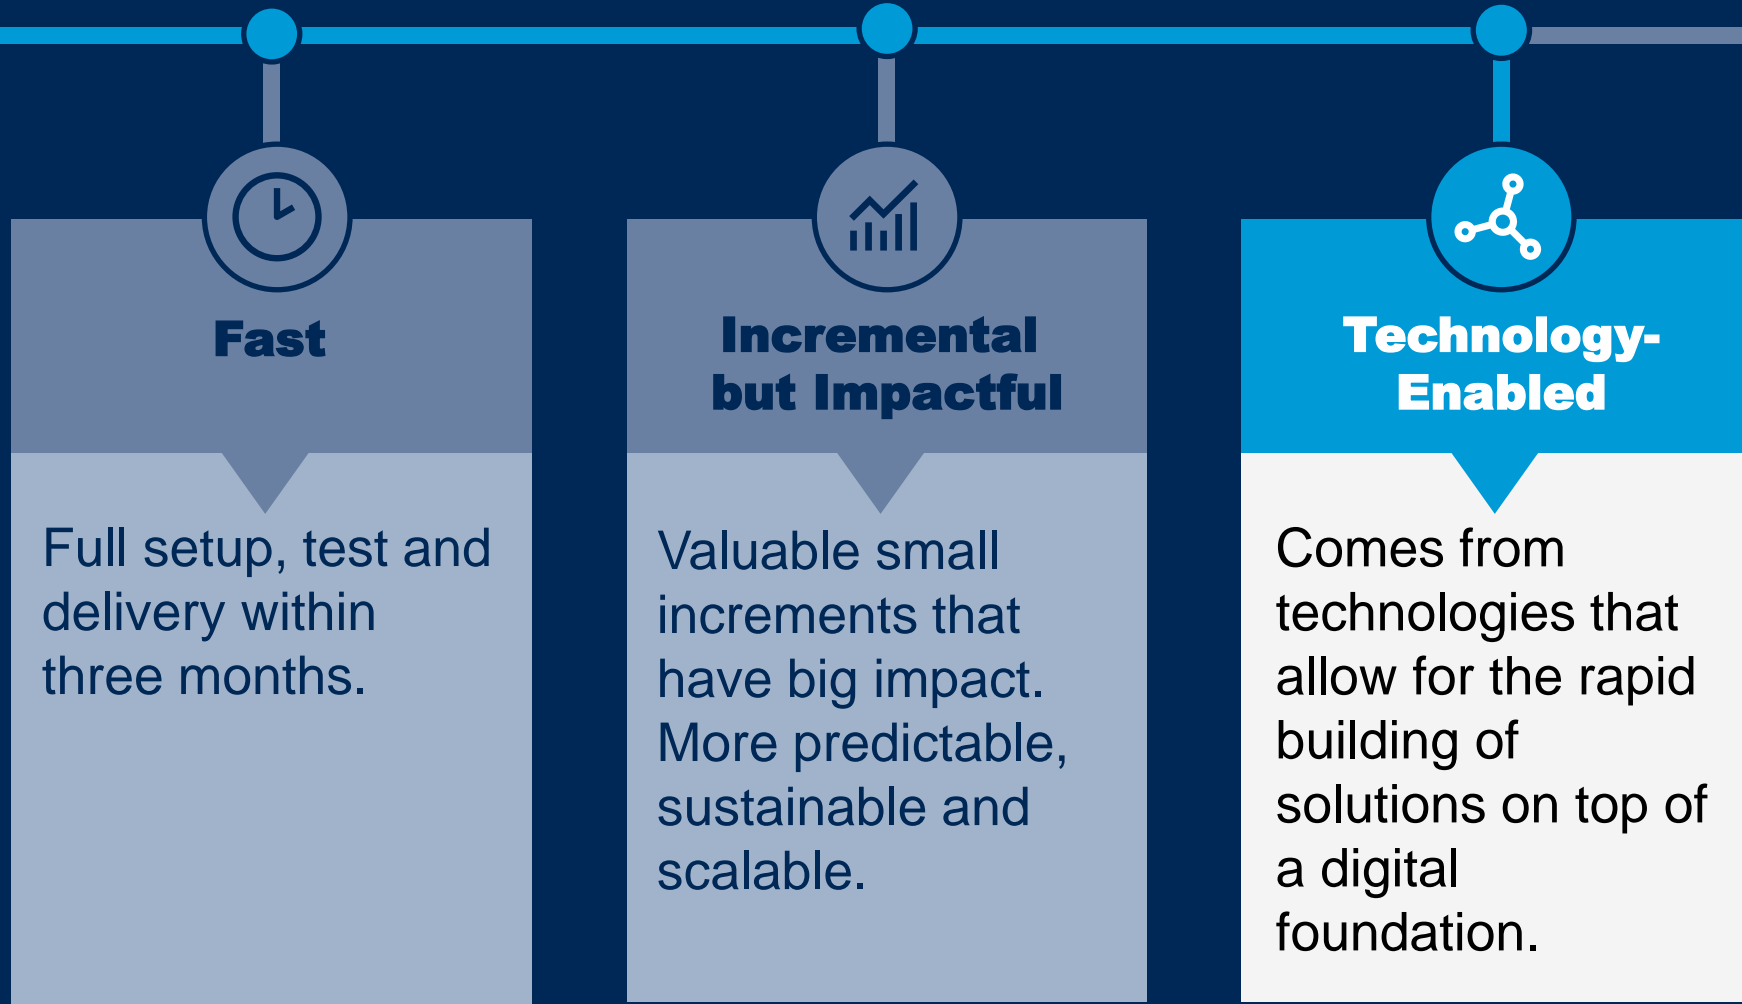 Fast
Full setup, test and
delivery within
three months.
Incremental
but Impactful
Valuable small
increments that
have big impact.
More predictable,
sustainable and
scalable.
Technology-
Enabled
Comes from
technologies that
allow for the rapid
building of
solutions on top of
a digital
foundation.